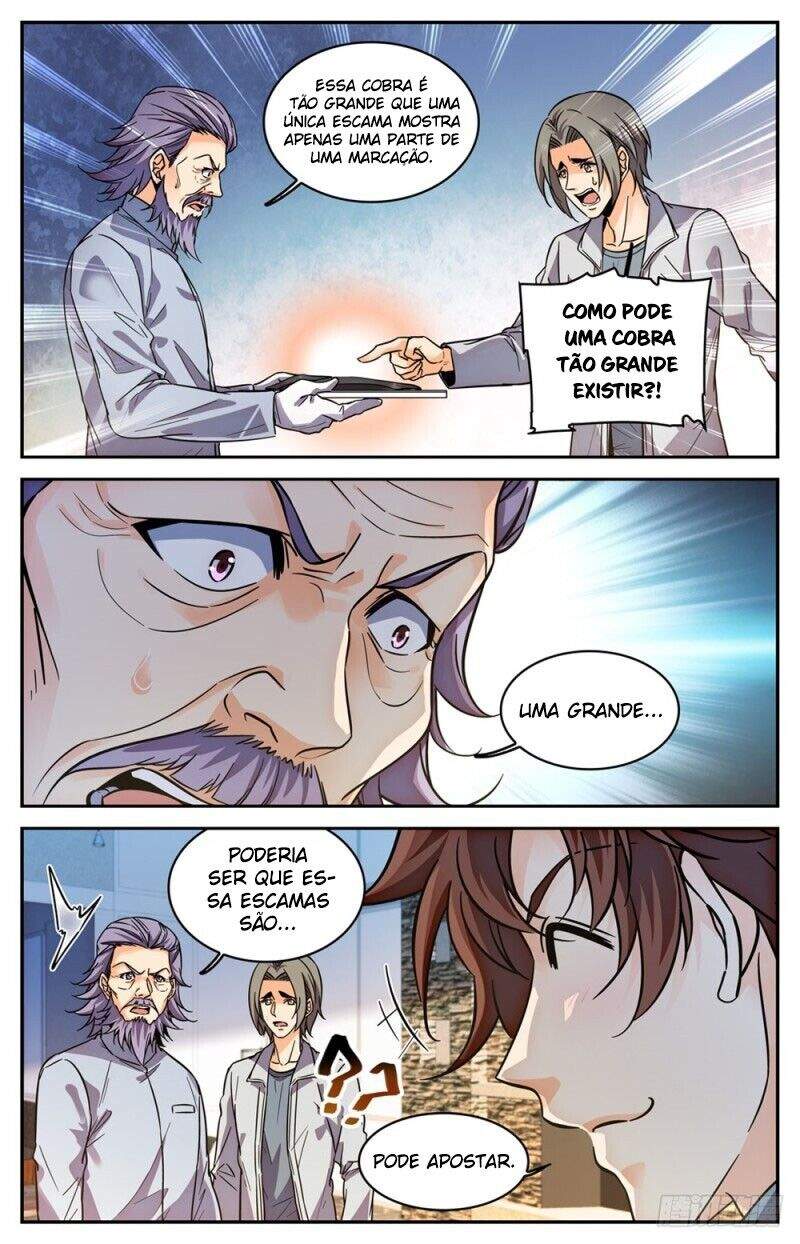 ESSA COBRA É
TÃO GRANDE QUE UMA
ÚNICA ESCAMA MOSTRA
APENAS UMA PARTE DE
UMA MARCAÇÃO.
COMO PODE
UMA COBRA
TÃO GRANDE
EXISTIR?!
UMA GRANDE...
PODERIA
SER QUE ES-
SA ESCAMAS
SÃO...
??
PODE APOSTAR.